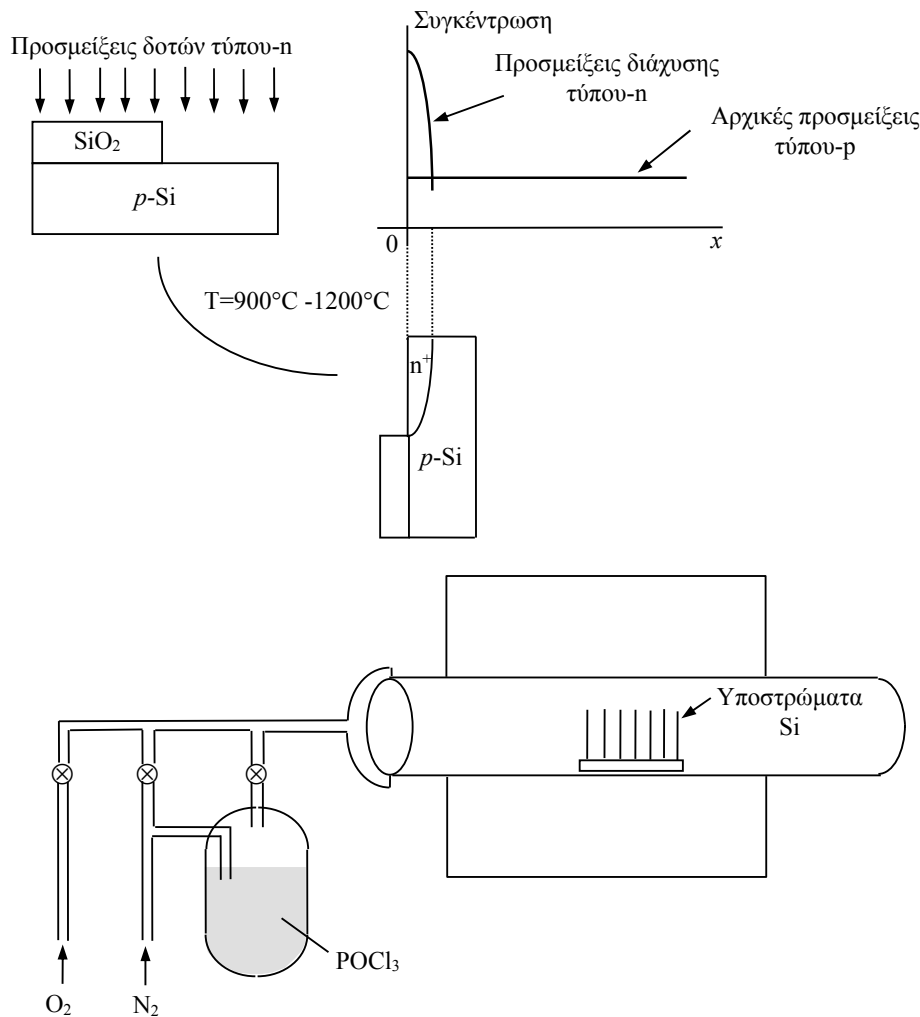 Συγκέντρωση
Προσμείξεις δοτών τύπου-n
Προσμείξεις διάχυσης
τύπου-n
Αρχικές προσμείξεις
τύπου-p
SiO₂
p-Si
0
x
T=900°C -1200°C
n⁺
p-Si
Υποστρώματα
Si
POCl₃
O₂
N₂